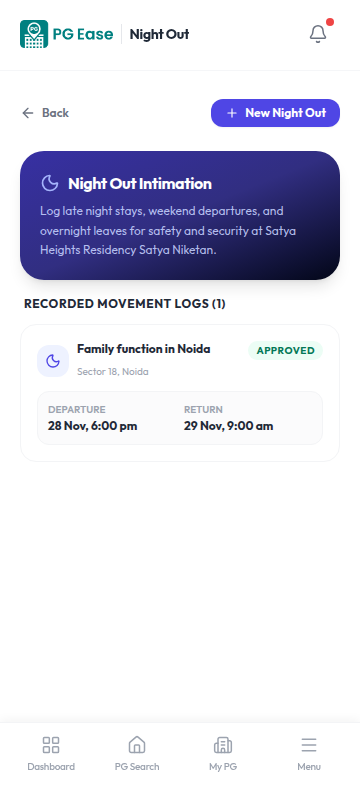 PG
PG Ease
Night Out
Back
New Night Out
Night Out Intimation
Log late night stays, weekend departures, and
overnight leaves for safety and security at Satya
Heights Residency Satya Niketan.
RECORDED MOVEMENT LOGS (1)
Family function in Noida
APPROVED
Sector 18, Noida
DEPARTURE
RETURN
28 Nov, 6:00 pm
29 Nov, 9:00 am
Dashboard
PG Search
My PG
Menu